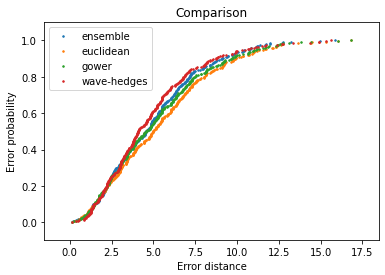 Comparison
ensemble
euclidean
gower
wave-hedges
Error probability
1.0
0.8
0.6
0.4
0.2
0.0
0.0 2.5 5.0 7.5 10.0 12.5 15.0 17.5
Error distance